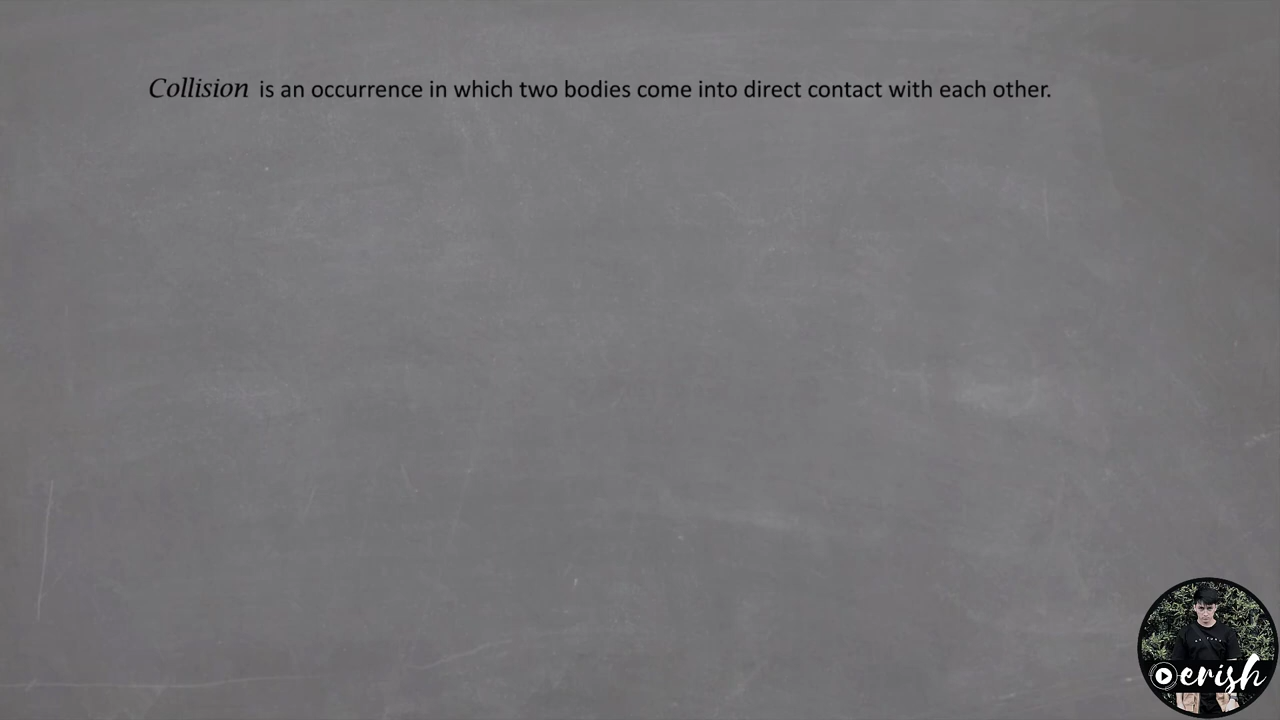 Collision is an occurrence in which two bodies come into direct contact with each other.
erish